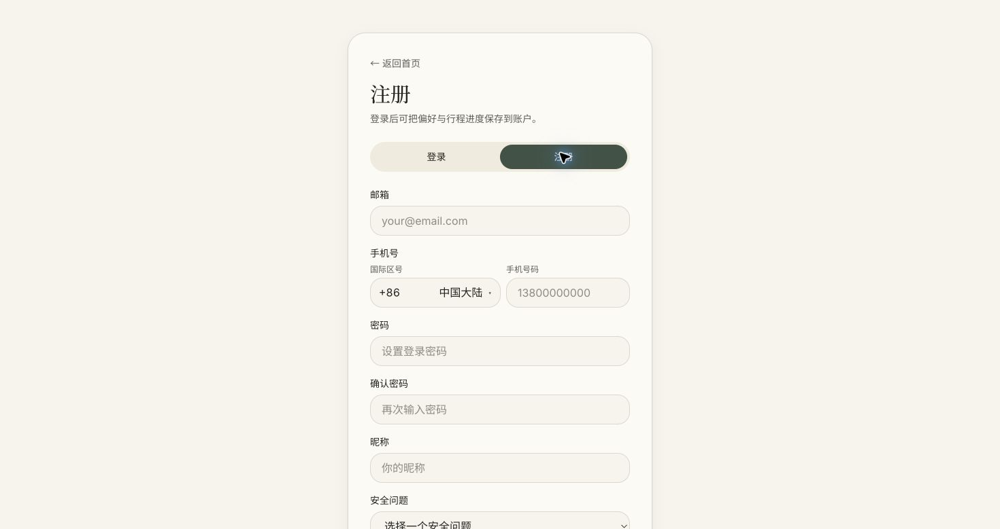 ← 返回首页
注册
登录后可把偏好与行程进度保存到账户。
登录
注册
邮箱
your@email.com
手机号
国际区号 手机号码
+86 中国大陆 13800000000
密码
设置登录密码
确认密码
再次输入密码
昵称
你的昵称
安全问题
选择一个安全问题